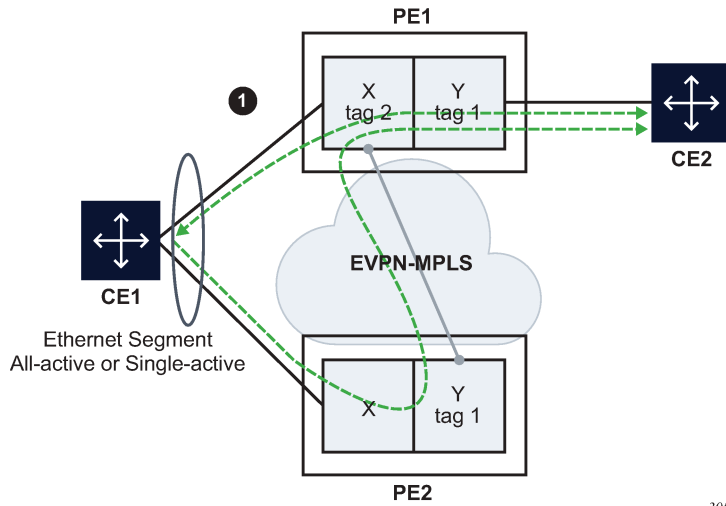 PE1
X
tag 2
Y
tag 1
1
CE2
CE1
EVPN-MPLS
Ethernet Segment
All-active or Single-active
X
Y
tag 1
PE2